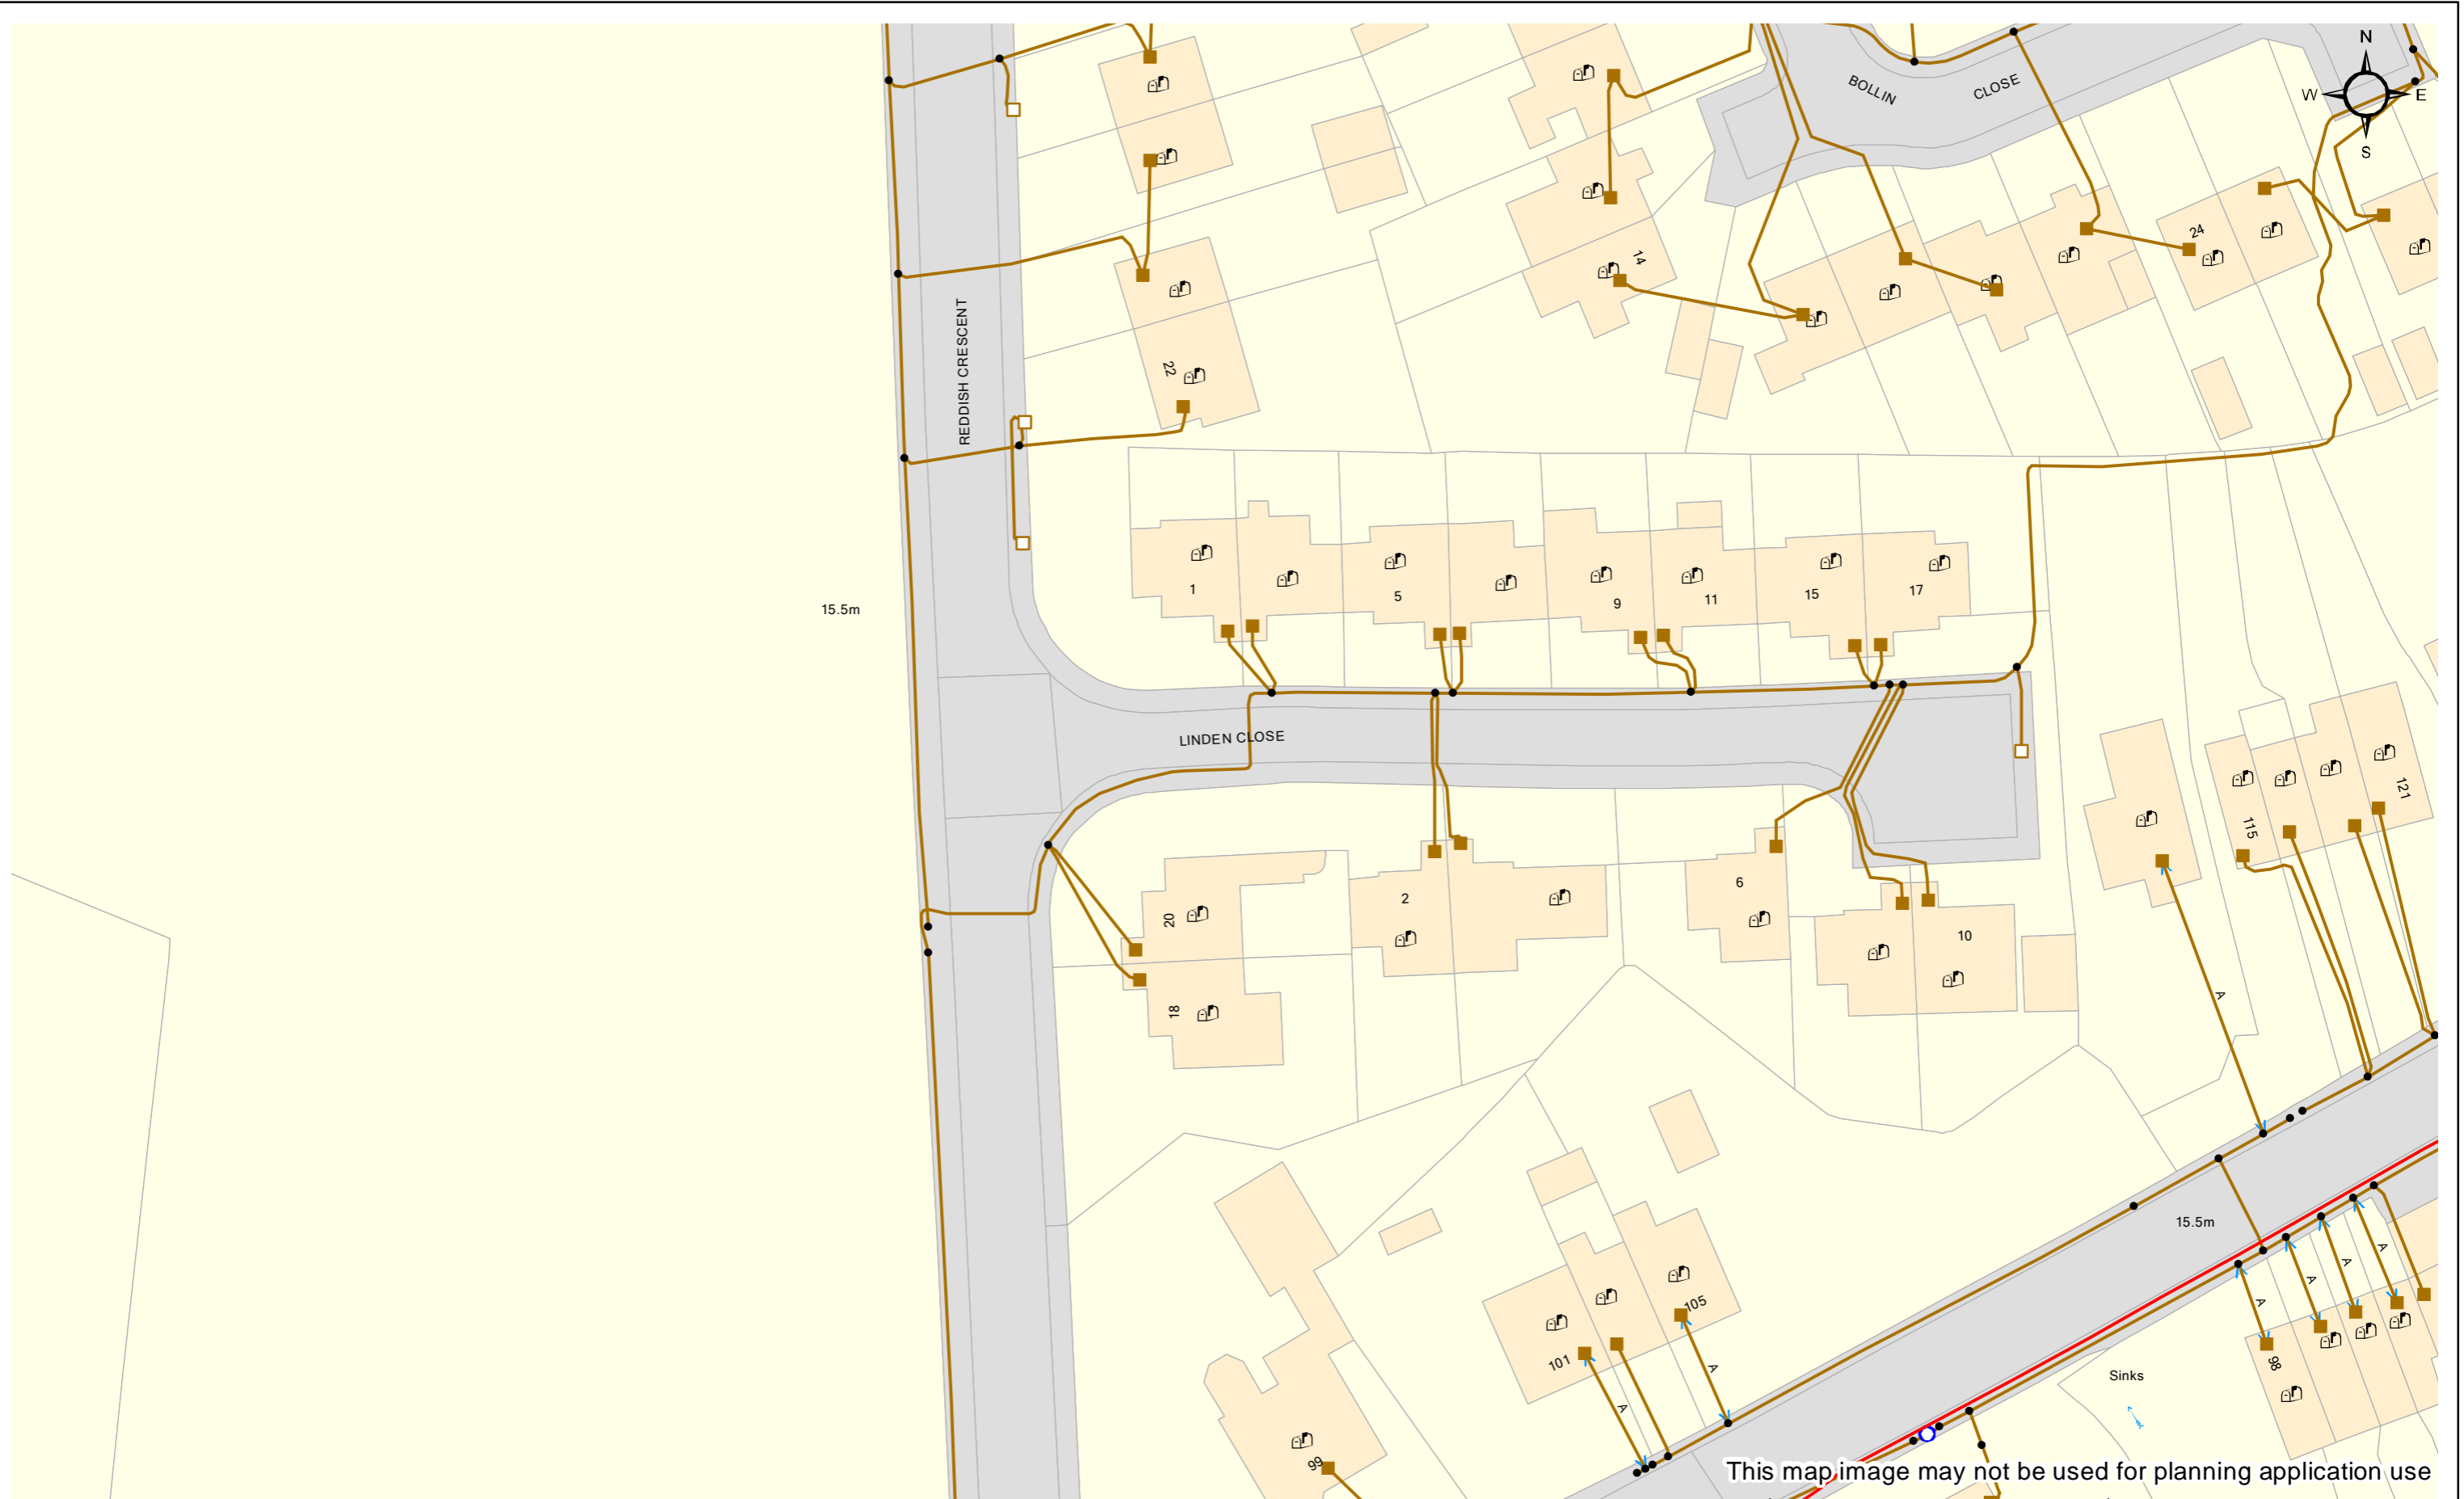 N
W
E
S
BOLLIN
CLOSE
24
14
REDDISH CRESCENT
22
15.5m
1
5
9
11
15
17
LINDEN CLOSE
121
115
20
2
6
10
18
A
15.5m
105
101
A
A
A
A
A
A
98
Sinks
99
This map image may not be used for planning application use